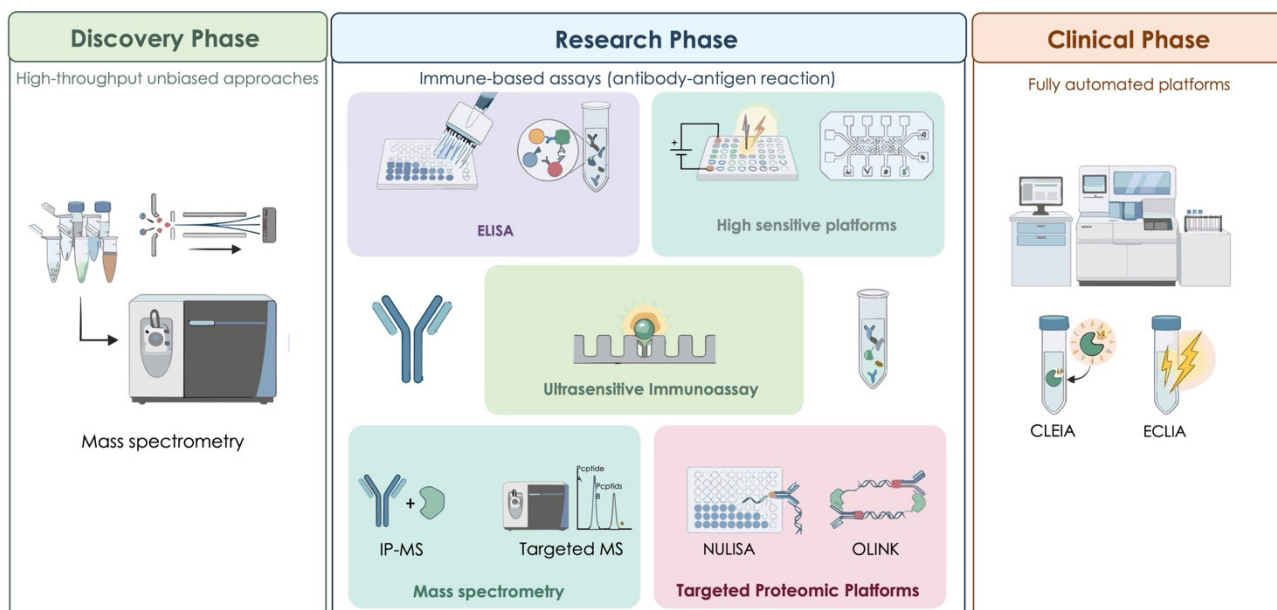 Discovery Phase
High-throughput unbiased approaches
Mass spectrometry
Research Phase
Immune-based assays (antibody-antigen reaction)
ELISA
+
High sensitive platforms
Ultrasensitive Immunoassay
+
IP-MS
Pcptide
A
Pcptids
B
Targeted MS
Mass spectrometry
NULISA
OLINK
Targeted Proteomic Platforms
Clinical Phase
Fully automated platforms
CLEIA
ECLIA